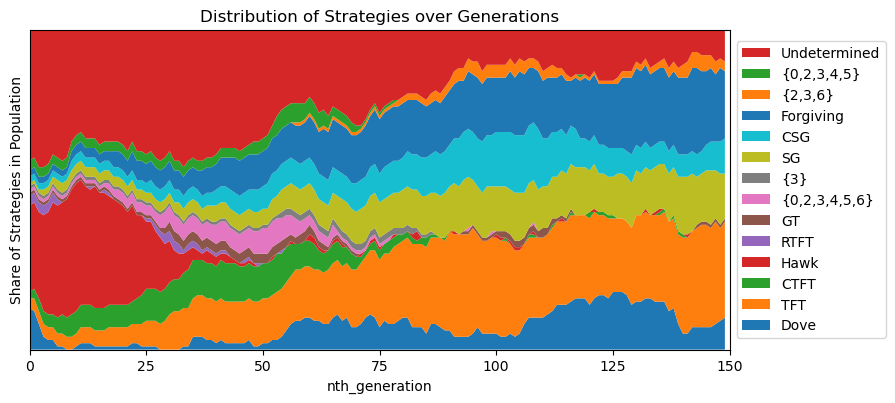 Distribution of Strategies over Generations
Share of Strategies in Population
0 25 50 75 100 125 150
nth_generation
Undetermined
{0,2,3,4,5}
{2,3,6}
Forgiving
CSG
SG
{3}
{0,2,3,4,5,6}
GT
RTFT
Hawk
CTFT
TFT
Dove